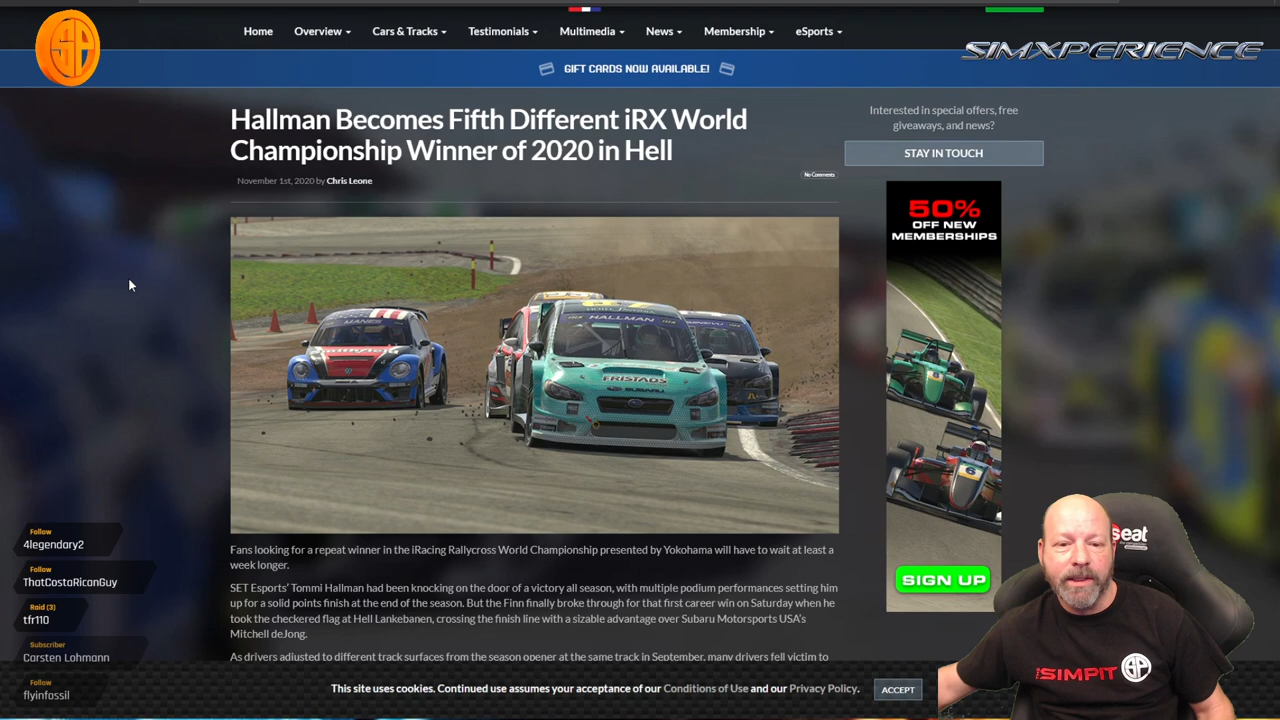 SP
Home
Overview
Cars & Tracks
Testimonials
Multimedia
News
Membership
eSports
SIMXPERIENCE
GIFT CARDS NOW AVAILABLE!
Hallman Becomes Fifth Different iRX World
Championship Winner of 2020 in Hell
November 1st, 2020 by Chris Leone
No Comments
Interested in special offers, free
giveaways, and news?
STAY IN TOUCH
50%
OFF NEW
MEMBERSHIPS
HALLMAN
FRISTADS
SUBARU
6
SIGN UP
Fans looking for a repeat winner in the iRacing Rallycross World Championship presented by Yokohama will have to wait at least a
week longer.
SET Esports' Tommi Hallman had been knocking on the door of a victory all season, with multiple podium performances setting him
up for a solid points finish at the end of the season. But the Finn finally broke through for that first career win on Saturday when he
took the checkered flag at Hell Lankebanen, crossing the finish line with a sizable advantage over Subaru Motorsports USA's
Mitchell deJong.
As drivers adjusted to different track surfaces from the season opener at the same track in September, many drivers fell victim to
Follow
4legendary2
Follow
ThatCostaRicanGuy
Raid (3)
tfr110
Subscriber
Carsten Lohmann
Follow
flyinfossil
This site uses cookies. Continued use assumes your acceptance of our Conditions of Use and our Privacy Policy.
ACCEPT
seat
SIMPIT SP